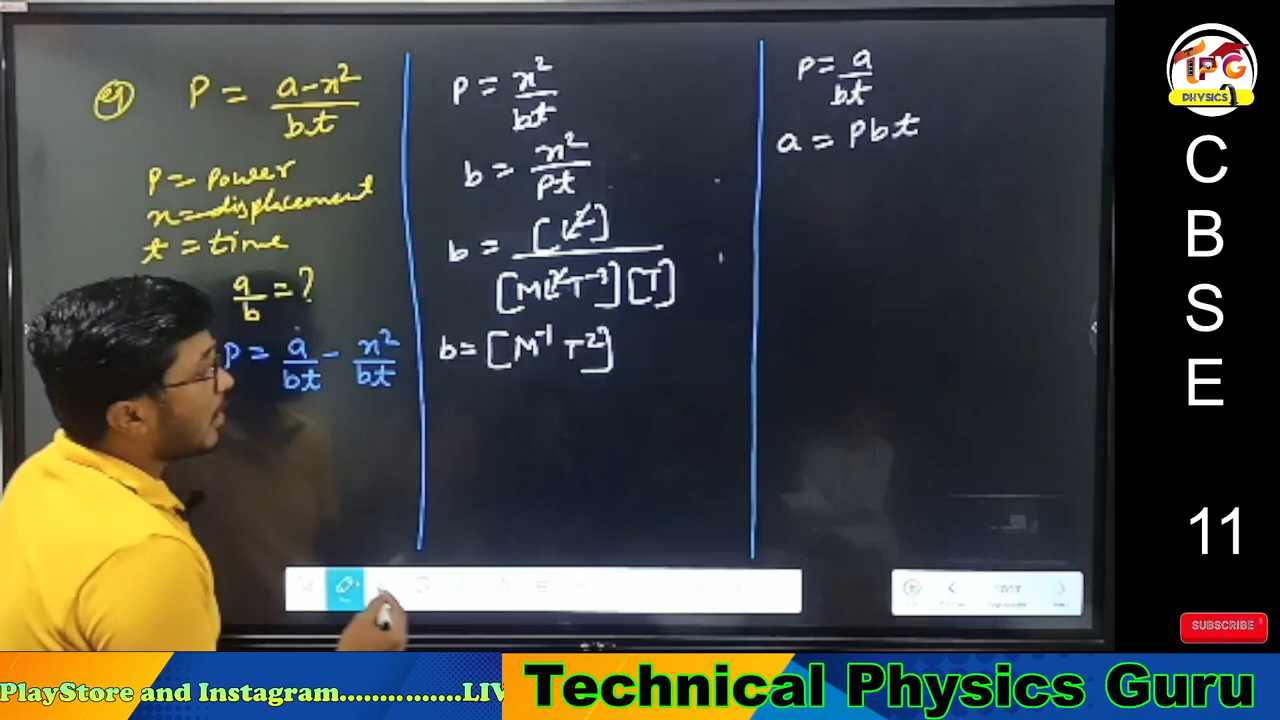 eg P = a-x²/bt
P = Power
x = displacement
t = time
a/b = ?
P = a/bt - x²/bt
P = x²/bt
b = x²/Pt
b = [L²]/[ML²T⁻³][T]
b = [M⁻¹ T²]
P = a/bt
a = Pbt
TPG
PHYSICS
C
B
S
E
11
SUBSCRIBE
PlayStore and Instagram..............LIV
Technical Physics Guru